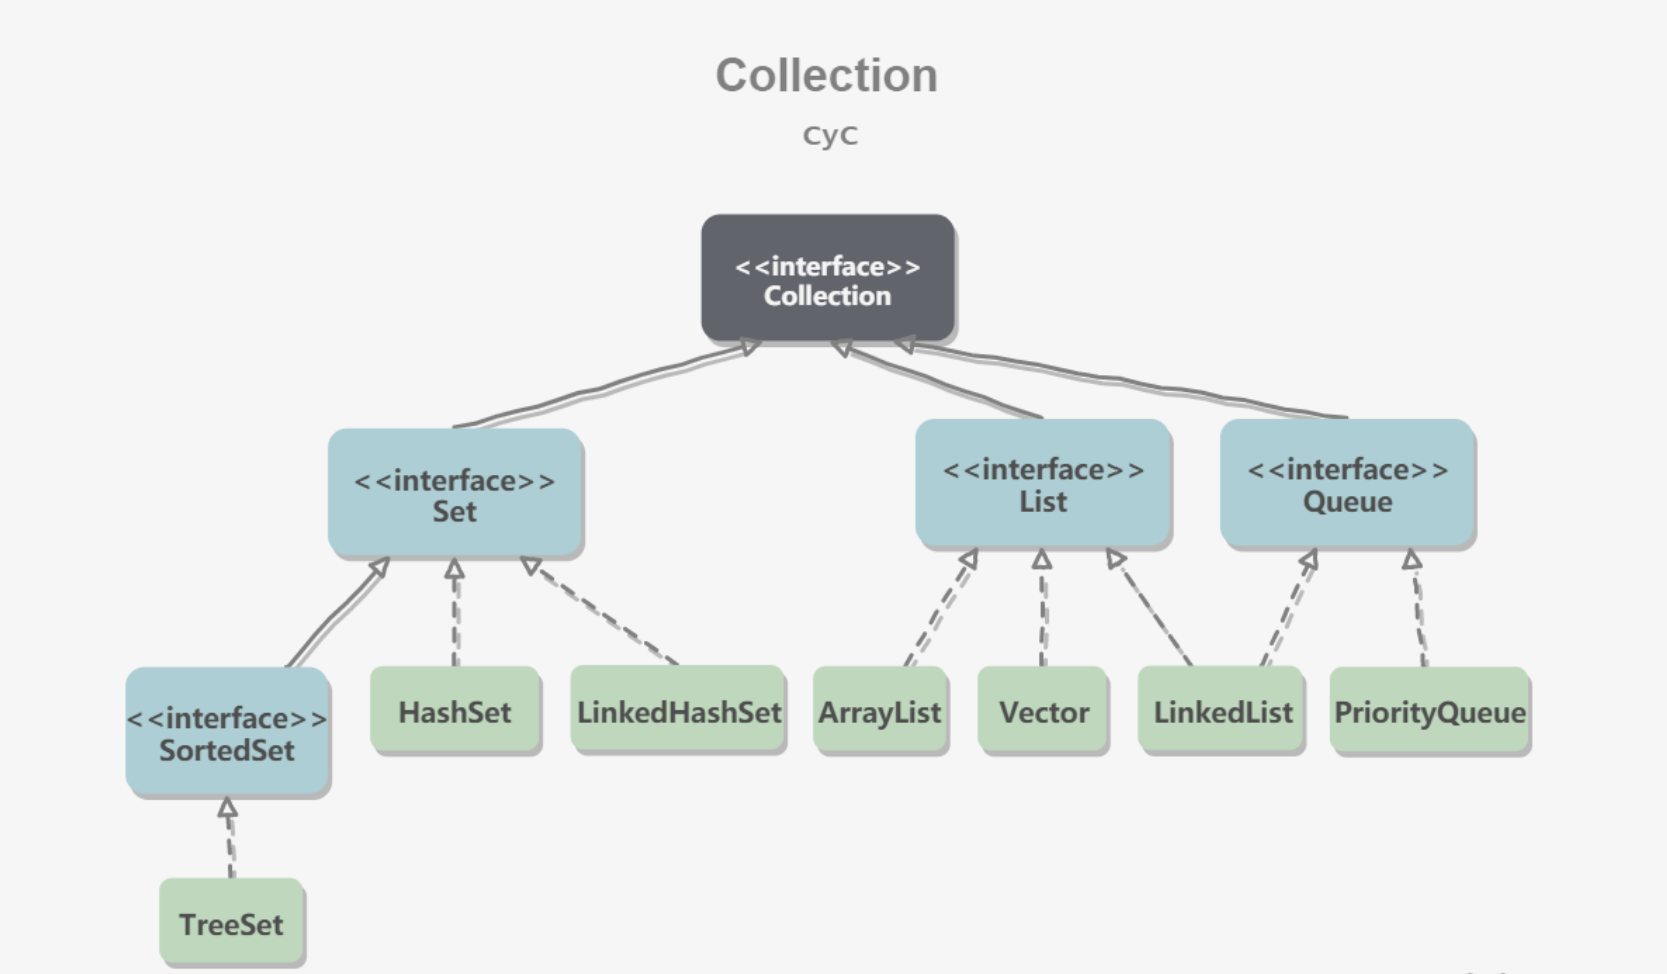 Collection
CyC
<<interface>>
Collection
<<interface>>
Set
<<interface>>
List
<<interface>>
Queue
<<interface>>
SortedSet
HashSet
LinkedHashSet
ArrayList
Vector
LinkedList
PriorityQueue
TreeSet